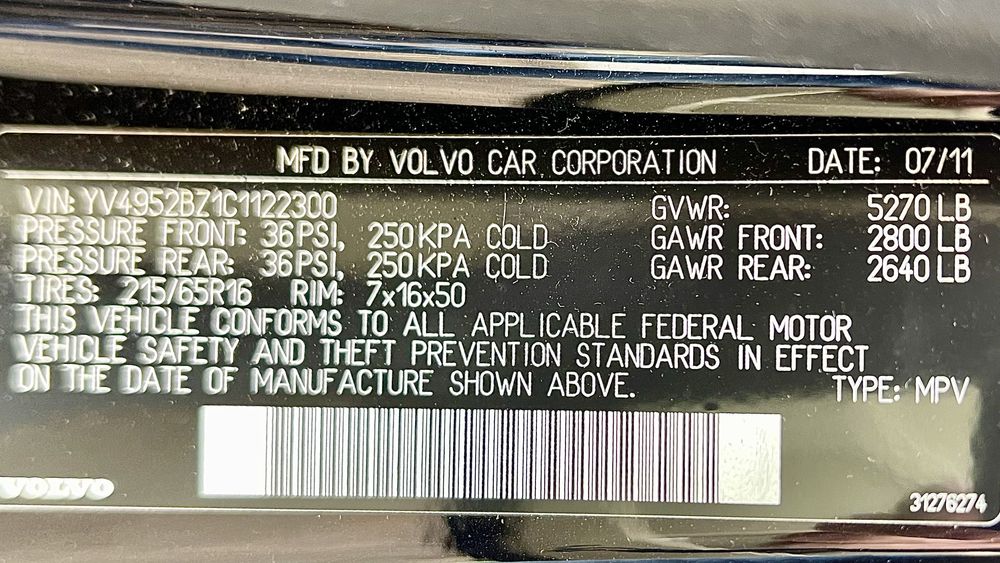 MFD BY VOLVO CAR CORPORATION DATE: 07/11
VIN: YV4952BZ1C1122300 GVWR: 5270 LB
PRESSURE FRONT: 36 PSI, 250 KPA COLD GAWR FRONT: 2800 LB
PRESSURE REAR: 36 PSI, 250 KPA COLD GAWR REAR: 2640 LB
TIRES: 215/65R16 RIM: 7x16x50
THIS VEHICLE CONFORMS TO ALL APPLICABLE FEDERAL MOTOR
VEHICLE SAFETY AND THEFT PREVENTION STANDARDS IN EFFECT
ON THE DATE OF MANUFACTURE SHOWN ABOVE. TYPE: MPV
VOLVO
31276274